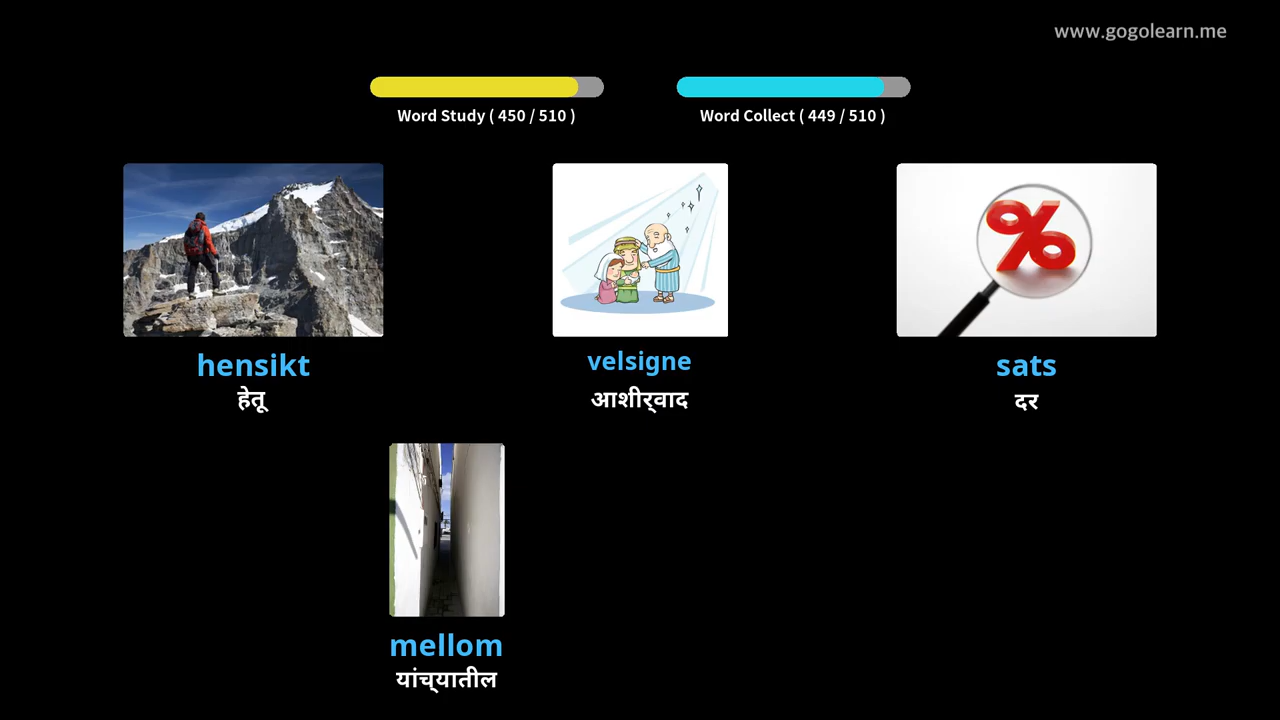 www.gogolearn.me
Word Study ( 450 / 510 )
Word Collect ( 449 / 510 )
hensikt
हेतू
velsigne
आशीर्‍वाद
sats
दर
mellom
यांच्यातील